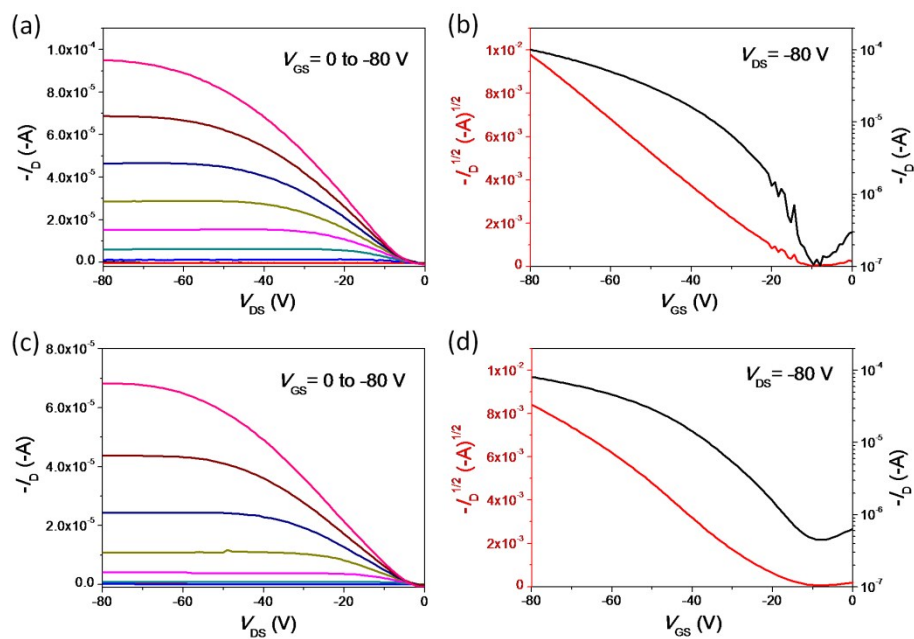 (a)
1.0x10⁻⁴
8.0x10⁻⁵
6.0x10⁻⁵
4.0x10⁻⁵
2.0x10⁻⁵
0.0
-I_D (-A)
V_GS= 0 to -80 V
-80 -60 -40 -20 0
V_DS (V)
(b)
1x10⁻²
8x10⁻³
6x10⁻³
4x10⁻³
2x10⁻³
0
-I_D^1/2 (-A)^1/2
V_DS= -80 V
10⁻⁴
10⁻⁵
10⁻⁶
10⁻⁷
-I_D (-A)
-80 -60 -40 -20 0
V_GS (V)
(c)
8.0x10⁻⁵
6.0x10⁻⁵
4.0x10⁻⁵
2.0x10⁻⁵
0.0
-I_D (-A)
V_GS= 0 to -80 V
-80 -60 -40 -20 0
V_DS (V)
(d)
1x10⁻²
8x10⁻³
6x10⁻³
4x10⁻³
2x10⁻³
0
-I_D^1/2 (-A)^1/2
V_DS= -80 V
10⁻⁴
10⁻⁵
10⁻⁶
10⁻⁷
-I_D (-A)
-80 -70 -60 -50 -40 -30 -20 -10 0
V_GS (V)